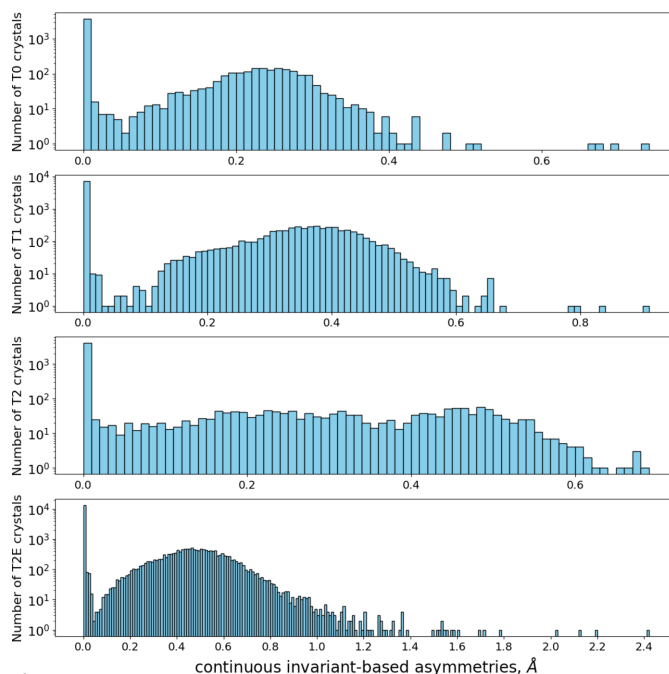 Number of T0 crystals
10³
10²
10¹
10⁰
0.0 0.2 0.4 0.6
Number of T1 crystals
10⁴
10³
10²
10¹
10⁰
0.0 0.2 0.4 0.6 0.8
Number of T2 crystals
10³
10²
10¹
10⁰
0.0 0.2 0.4 0.6
Number of T2E crystals
10⁴
10³
10²
10¹
10⁰
0.0 0.2 0.4 0.6 0.8 1.0 1.2 1.4 1.6 1.8 2.0 2.2 2.4
continuous invariant-based asymmetries, Å